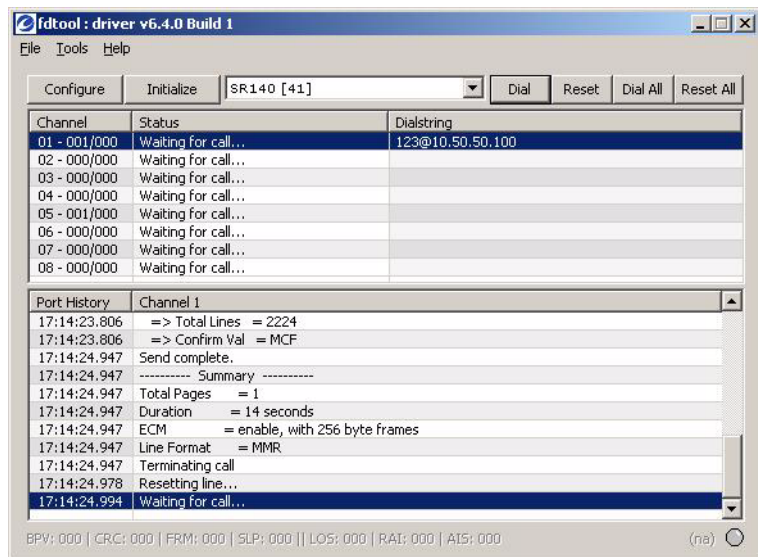 fdtool : driver v6.4.0 Build 1
File Tools Help
Configure Initialize SR140 [41] Dial Reset Dial All Reset All
Channel Status Dialstring
01 - 001/000 Waiting for call... 123@10.50.50.100
02 - 000/000 Waiting for call...
03 - 000/000 Waiting for call...
04 - 000/000 Waiting for call...
05 - 001/000 Waiting for call...
06 - 000/000 Waiting for call...
07 - 000/000 Waiting for call...
08 - 000/000 Waiting for call...
Port History Channel 1
17:14:23.806 => Total Lines = 2224
17:14:23.806 => Confirm Val = MCF
17:14:24.947 Send complete.
17:14:24.947 ---------- Summary ----------
17:14:24.947 Total Pages = 1
17:14:24.947 Duration = 14 seconds
17:14:24.947 ECM = enable, with 256 byte frames
17:14:24.947 Line Format = MMR
17:14:24.947 Terminating call
17:14:24.978 Resetting line...
17:14:24.994 Waiting for call...
BPV: 000 | CRC: 000 | FRM: 000 | SLP: 000 || LOS: 000 | RAI: 000 | AIS: 000 (na)